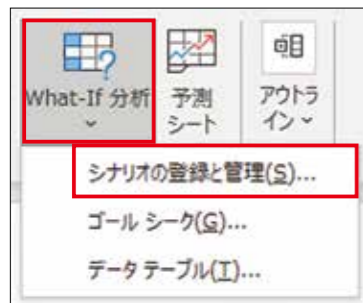 What-If 分析
予測
シート
アウトラ
イン
シナリオの登録と管理(S)...
ゴール シーク(G)...
データ テーブル(T)...